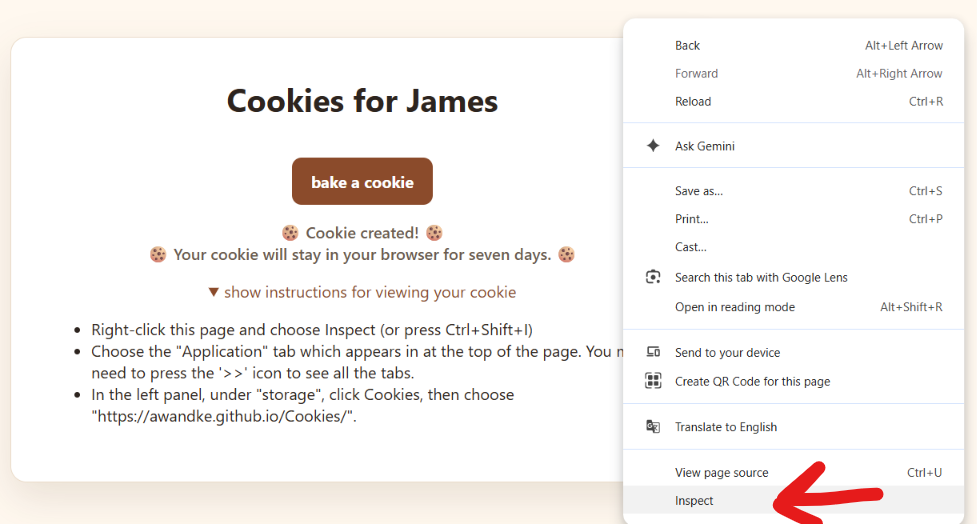 Cookies for James
bake a cookie
🍪 Cookie created! 🍪
🍪 Your cookie will stay in your browser for seven days. 🍪
▼ show instructions for viewing your cookie
• Right-click this page and choose Inspect (or press Ctrl+Shift+I)
• Choose the "Application" tab which appears in at the top of the page. You
need to press the '>>' icon to see all the tabs.
• In the left panel, under "storage", click Cookies, then choose
"https://awandke.github.io/Cookies/".
Back Alt+Left Arrow
Forward Alt+Right Arrow
Reload Ctrl+R
Ask Gemini
Save as... Ctrl+S
Print... Ctrl+P
Cast...
Search this tab with Google Lens
Open in reading mode Alt+Shift+R
Send to your device
Create QR Code for this page
Translate to English
View page source Ctrl+U
Inspect